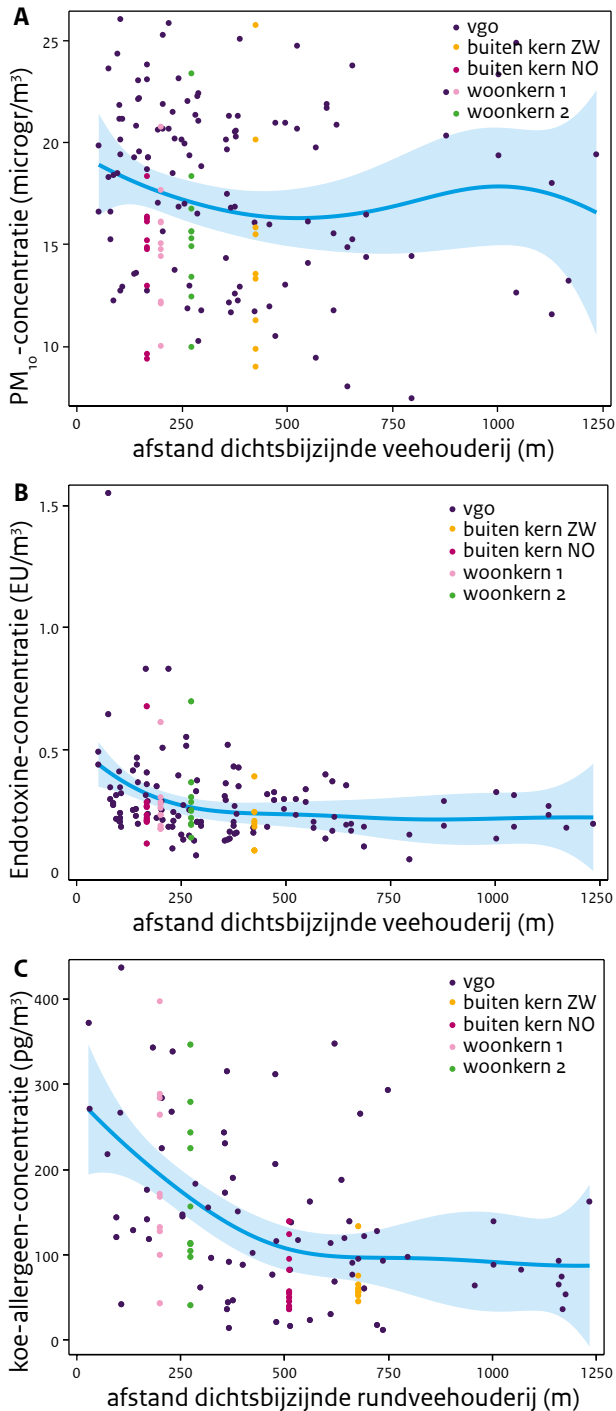 A
PM10-concentratie (microgr/m³)
25
20
15
10
0
250
500
750
1000
1250
afstand dichtsbijzijnde veehouderij (m)
vgo
buiten kern ZW
buiten kern NO
woonkern 1
woonkern 2
B
Endotoxine-concentratie (EU/m³)
1.5
1.0
0.5
0
0
250
500
750
1000
1250
afstand dichtsbijzijnde veehouderij (m)
vgo
buiten kern ZW
buiten kern NO
woonkern 1
woonkern 2
C
koe-allergeen-concentratie (pg/m³)
400
300
200
100
0
0
250
500
750
1000
1250
afstand dichtsbijzijnde rundveehouderij (m)
vgo
buiten kern ZW
buiten kern NO
woonkern 1
woonkern 2